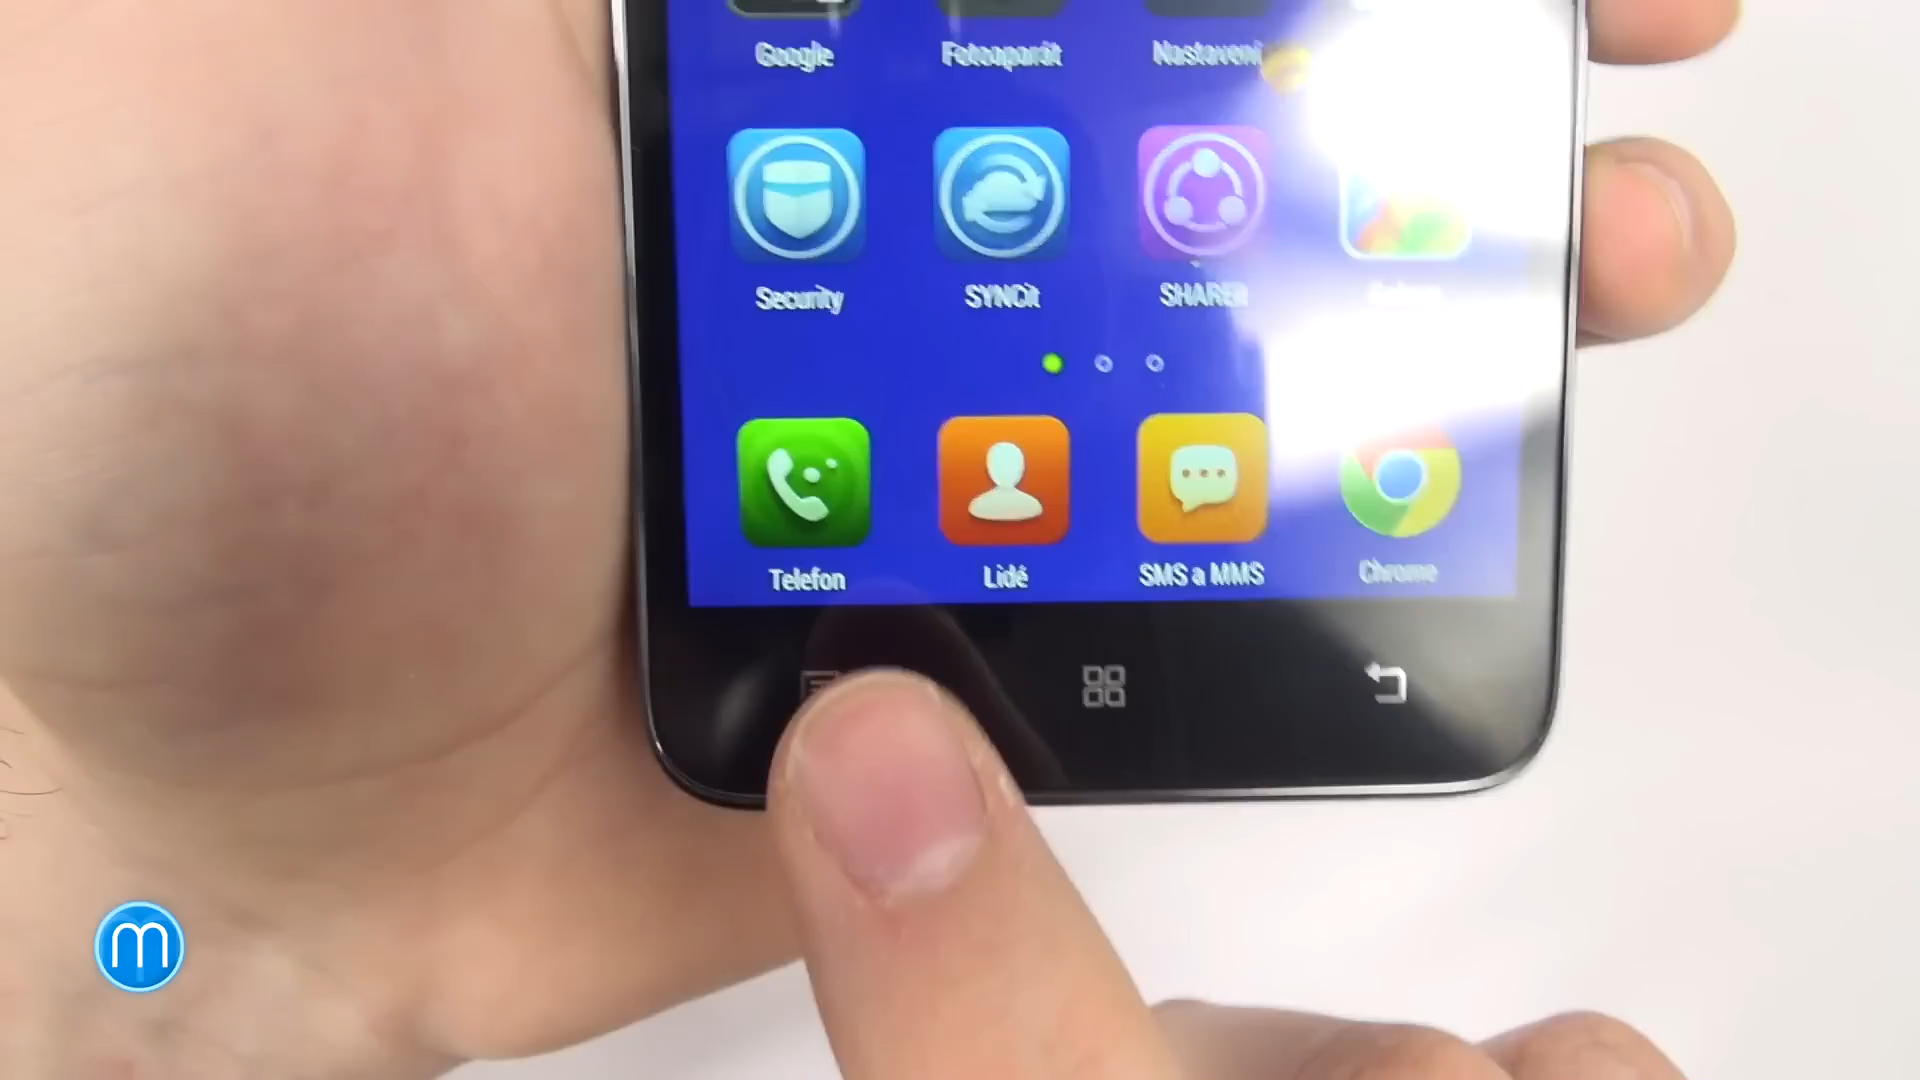 Google Fotoaparát Nastavení
Security SYNCit SHAREit
Telefon Lidé SMS a MMS Chrome
m